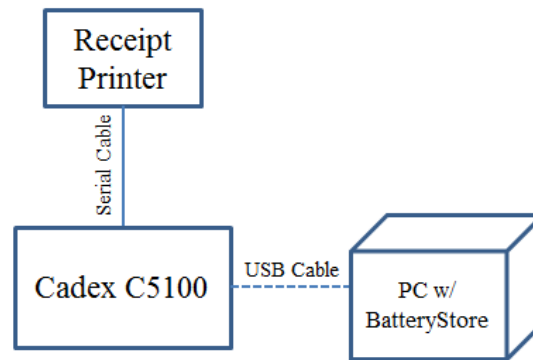 Receipt
Printer
Serial Cable
Cadex C5100
USB Cable
PC w/
BatteryStore